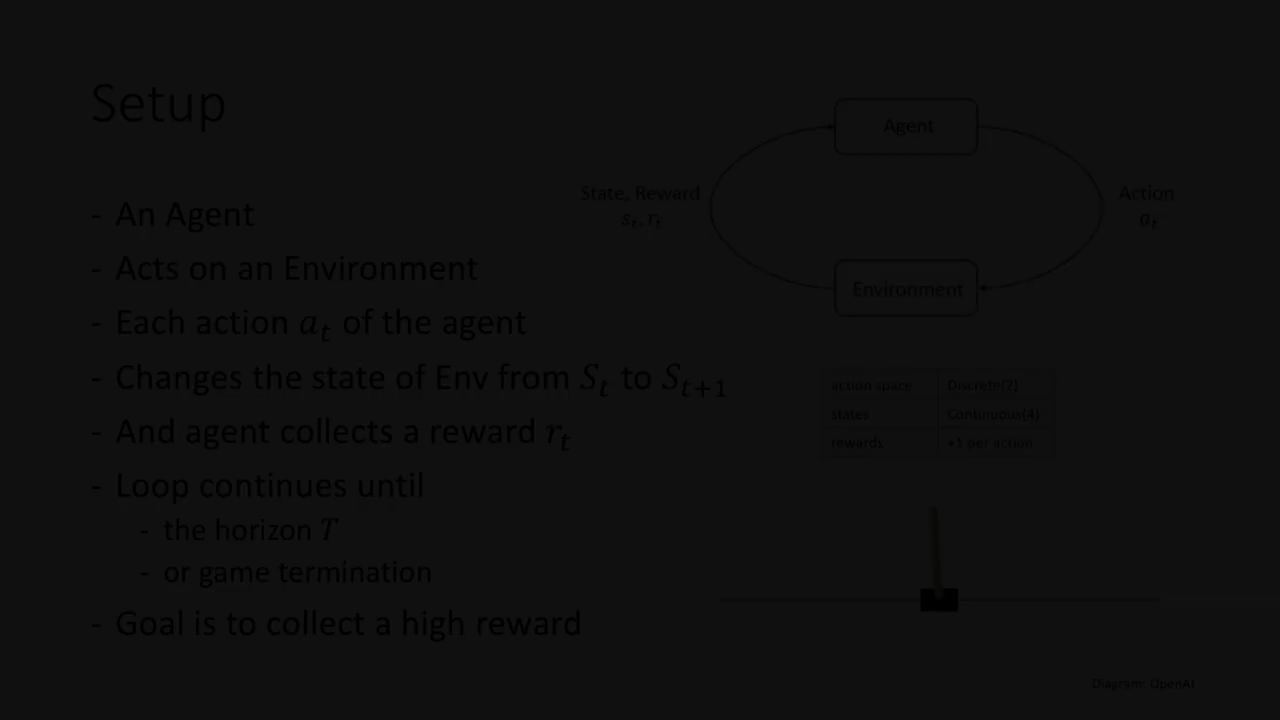 Setup
- An Agent
- Acts on an Environment
- Each action a_t of the agent
- Changes the state of Env from S_t to S_{t+1}
- And agent collects a reward r_t
- Loop continues until
- the horizon T
- or game termination
- Goal is to collect a high reward
Agent
State, Reward
s_t, r_t
Action
a_t
Environment
action space Discrete(2)
states Continuous(4)
rewards +1 per action
Diagram: OpenAI